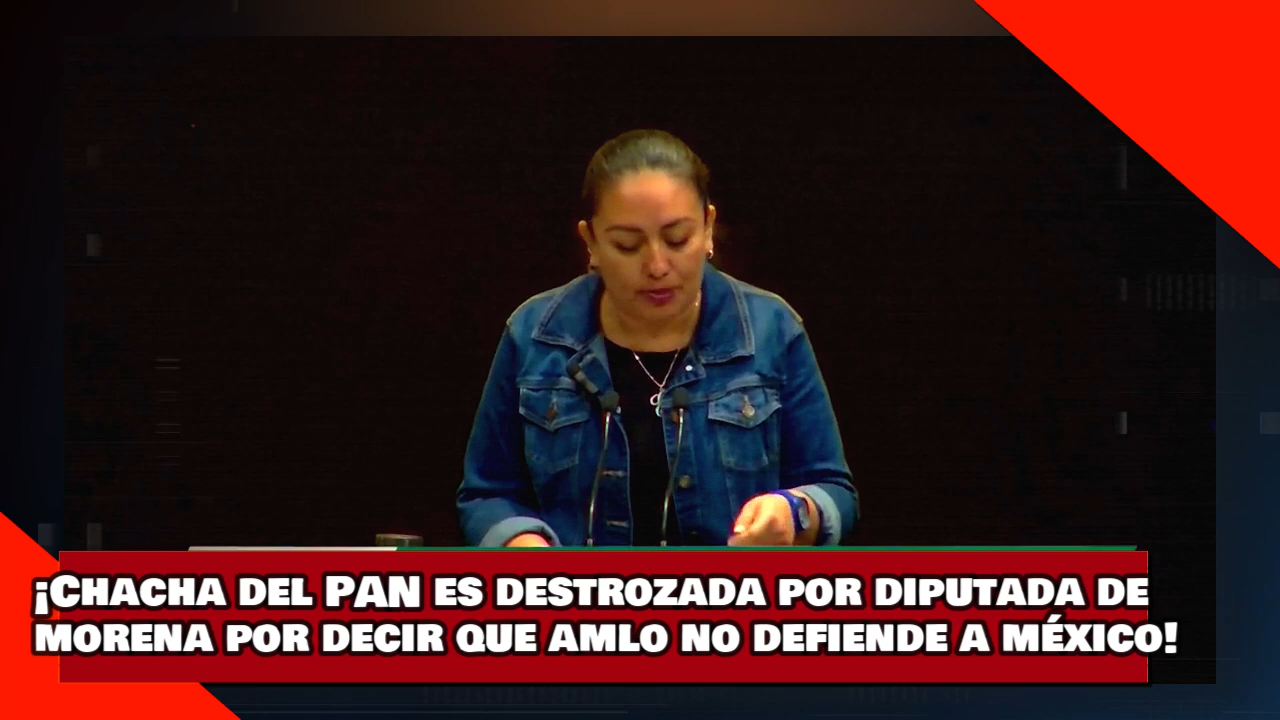 ¡CHACHA DEL PAN ES DESTROZADA POR DIPUTADA DE
MORENA POR DECIR QUE AMLO NO DEFIENDE A MÉXICO!